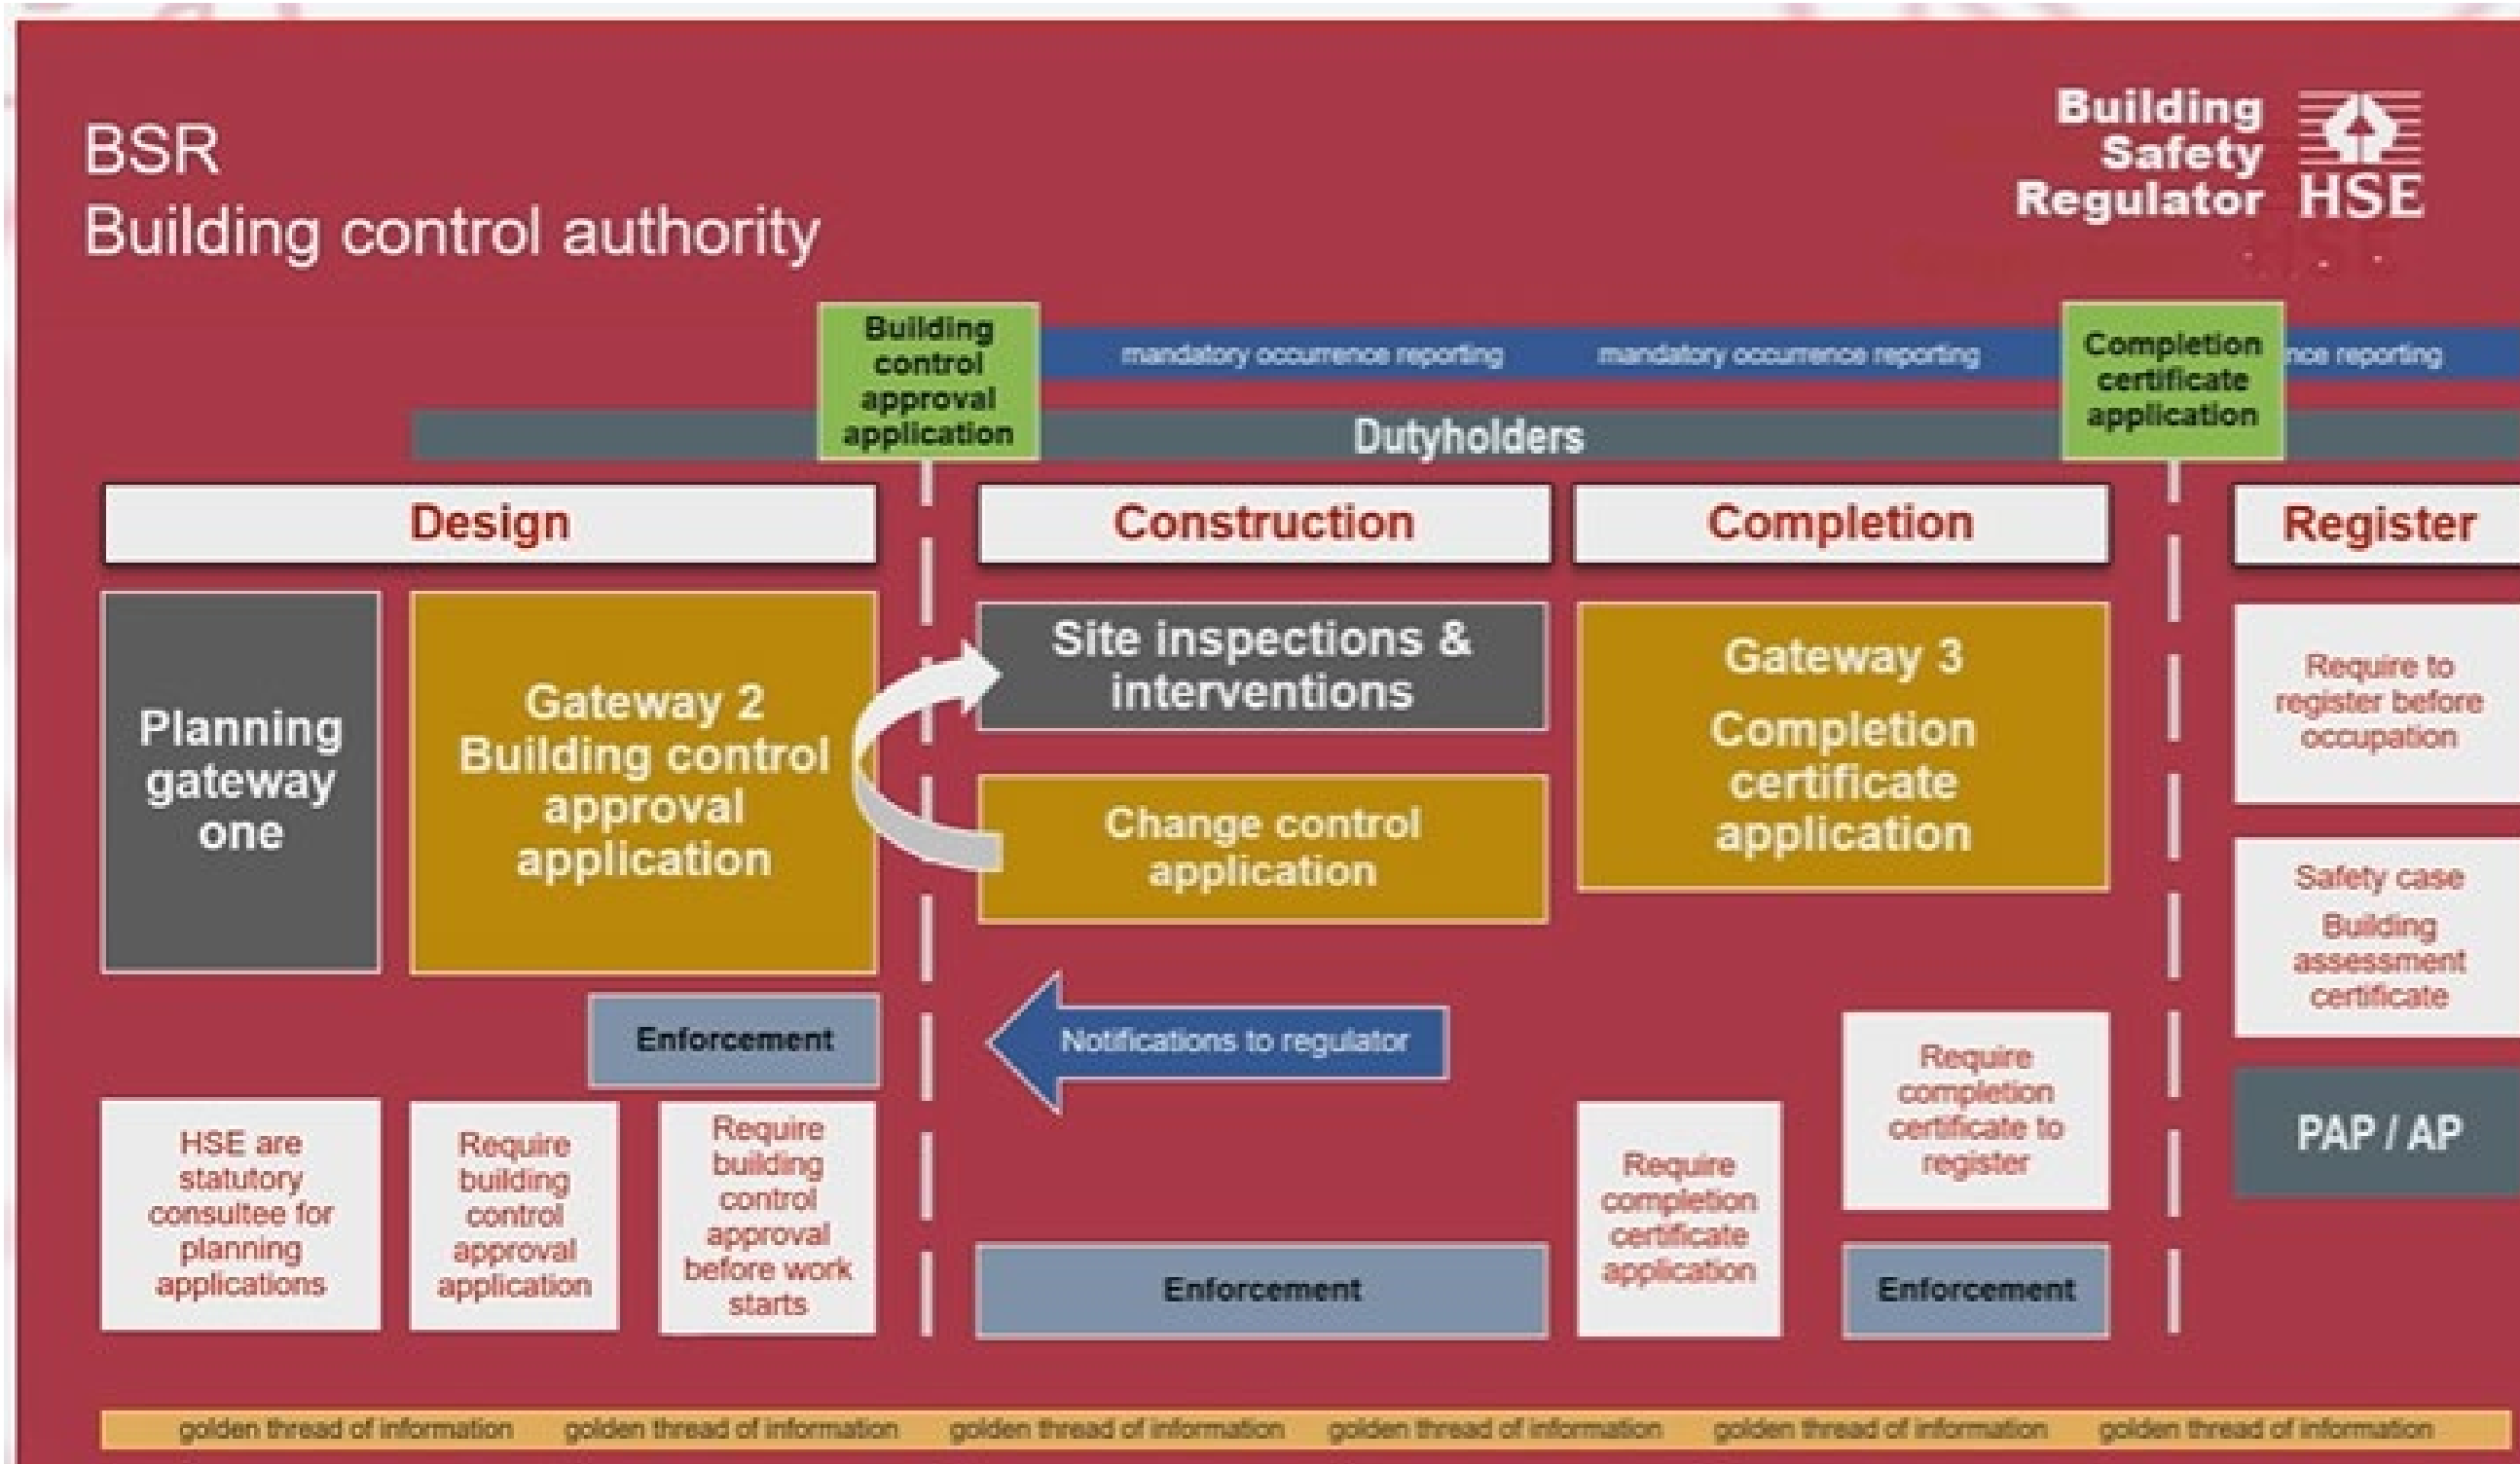 BSR
Building control authority
Building
Safety
Regulator
HSE
Building
control
approval
application
mandatory occurrence reporting
mandatory occurrence reporting
Completion
certificate
application
reporting
Dutyholders
Design
Construction
Completion
Register
Planning
gateway
one
Gateway 2
Building control
approval
application
Site inspections &
interventions
Change control
application
Gateway 3
Completion
certificate
application
Require to
register before
occupation
Safety case
Building
assessment
certificate
PAP / AP
Enforcement
Notifications to regulator
HSE are
statutory
consultee for
planning
applications
Require
building
control
approval
application
Require
building
control
approval
before work
starts
Enforcement
Require
completion
certificate
application
Require
completion
certificate to
register
Enforcement
golden thread of information golden thread of information golden thread of information golden thread of information golden thread of information golden thread of information